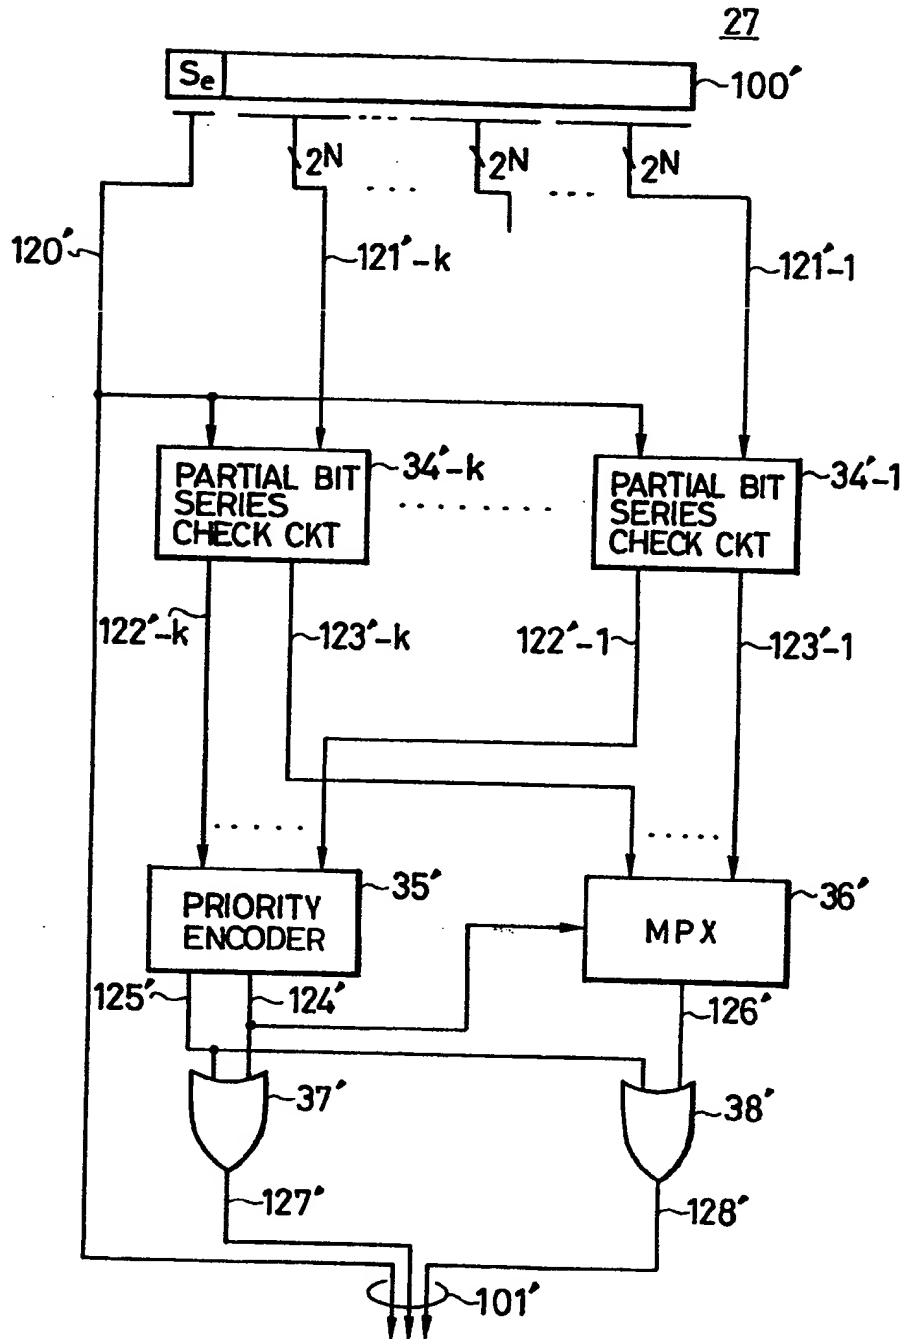 27
Se
100'
2N 2N 2N
120'
121'-k
121'-1
34'-k
34'-1
PARTIAL BIT
SERIES
CHECK CKT
PARTIAL BIT
SERIES
CHECK CKT
122'-k
123'-k
122'-1
123'-1
35'
36'
PRIORITY
ENCODER
MPX
125'
124'
126'
37'
38'
127'
128'
101'